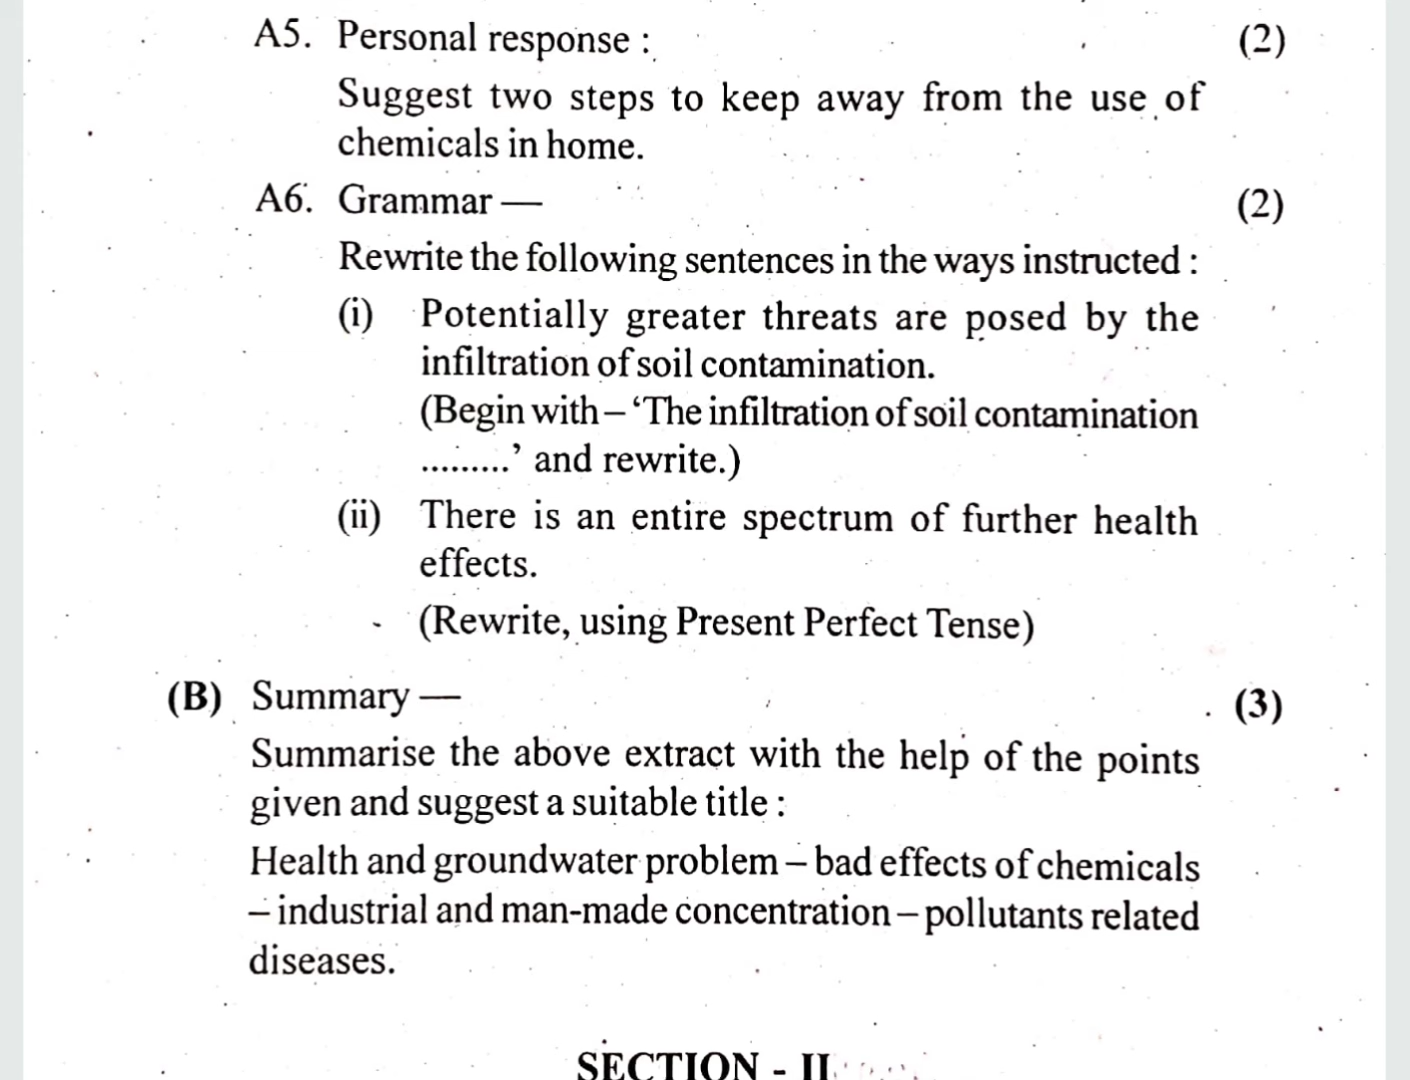 A5. Personal response : (2)
Suggest two steps to keep away from the use of
chemicals in home.
A6. Grammar — (2)
Rewrite the following sentences in the ways instructed :
(i) Potentially greater threats are posed by the
infiltration of soil contamination.
(Begin with – ‘The infiltration of soil contamination
.........’ and rewrite.)
(ii) There is an entire spectrum of further health
effects.
(Rewrite, using Present Perfect Tense)
(B) Summary — (3)
Summarise the above extract with the help of the points
given and suggest a suitable title :
Health and groundwater problem – bad effects of chemicals
– industrial and man-made concentration – pollutants related
diseases.
SECTION - II